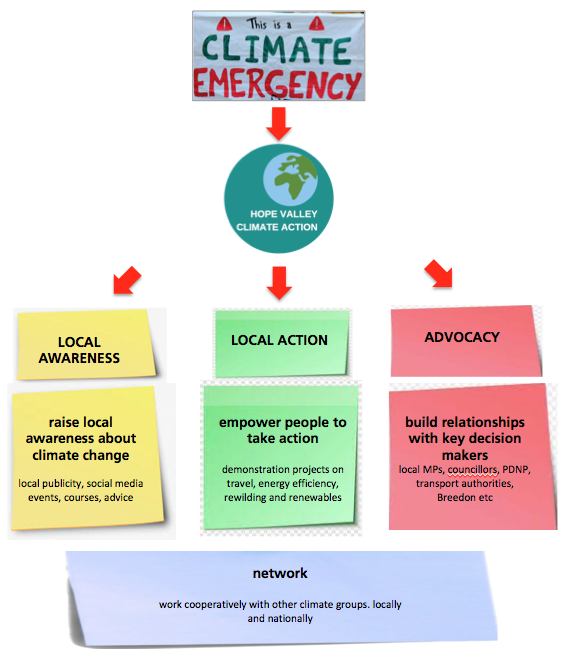 This is a
CLIMATE
EMERGENCY
HOPE VALLEY
CLIMATE ACTION
LOCAL
AWARENESS
LOCAL ACTION
ADVOCACY
raise local
awareness about
climate change
local publicity, social media
events, courses, advice
empower people to
take action
demonstration projects on
travel, energy efficiency,
rewilding and renewables
build relationships
with key decision
makers
local MPs, councillors, PDNP,
transport authorities,
Breedon etc
network
work cooperatively with other climate groups. locally
and nationally